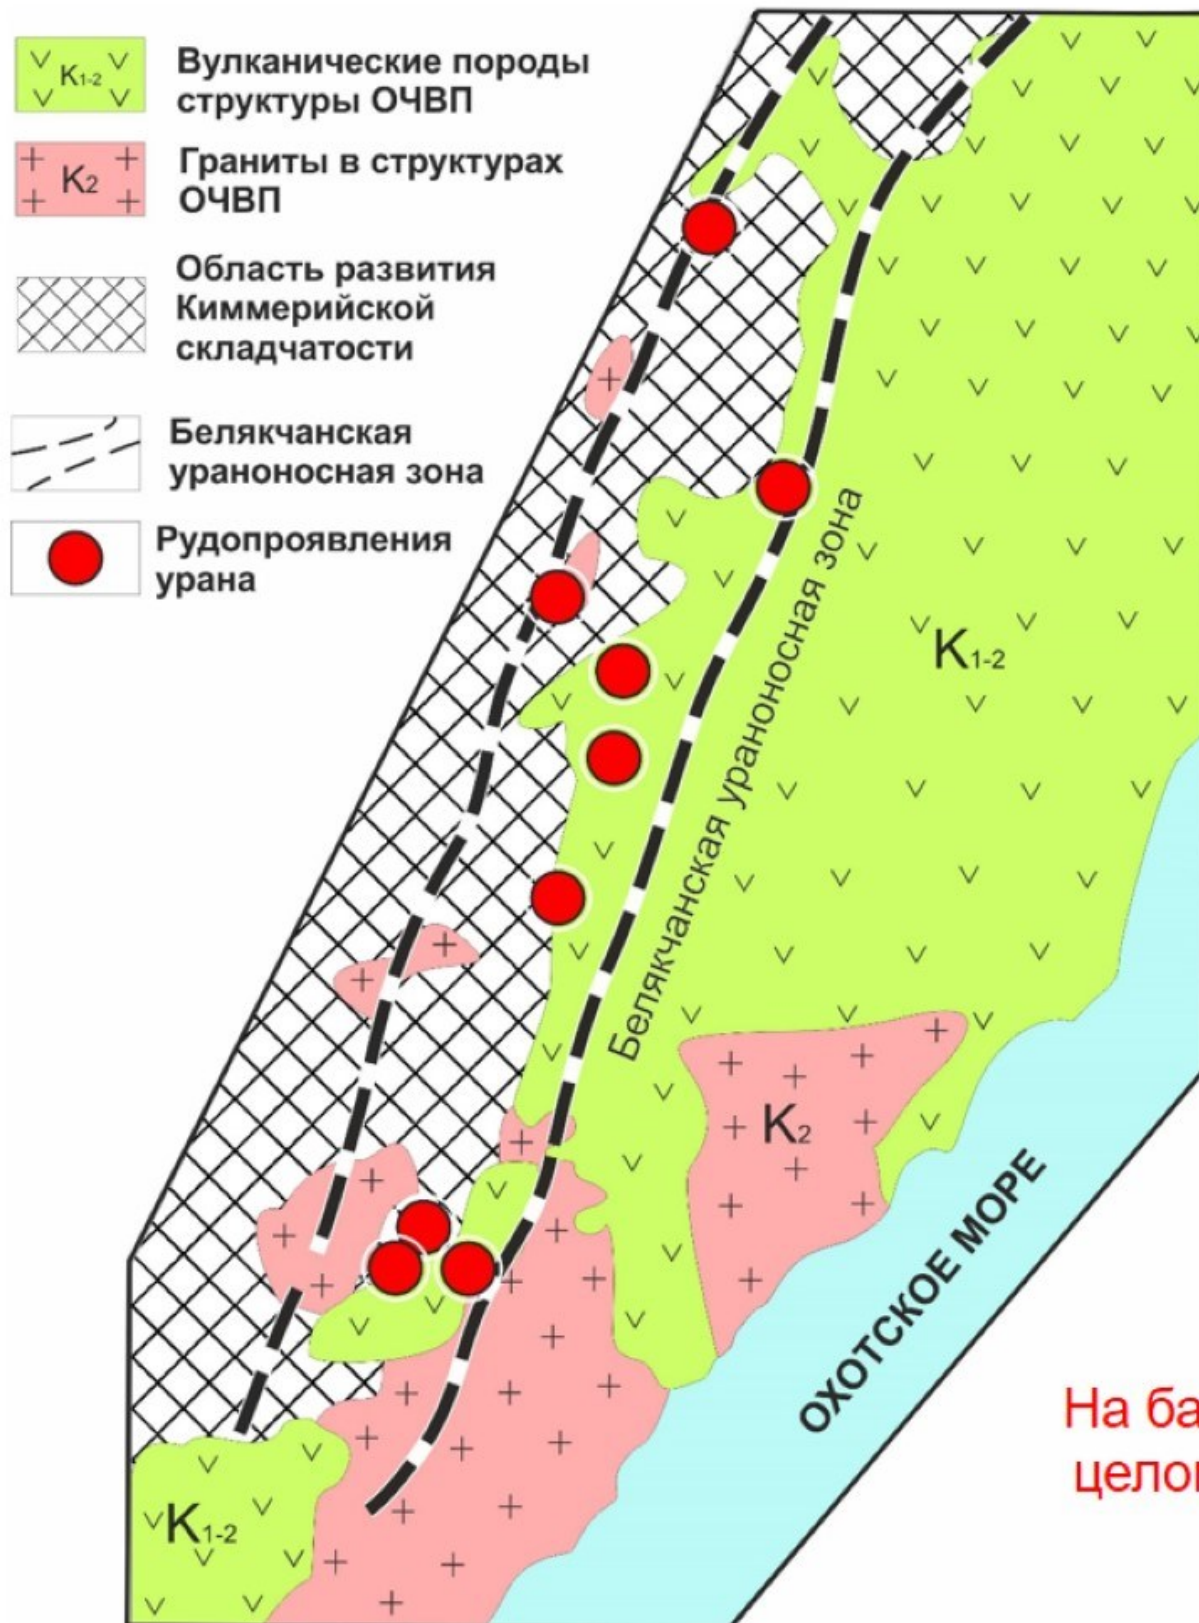 K1-2
Вулканические породы
структуры ОЧВП
K2
Граниты в структурах
ОЧВП
Область развития
Киммерийской
складчатости
Белякчанская
ураноносная зона
Рудопроявления
урана
Белякчанская ураноносная зона
K1-2
K2
ОХОТСКОЕ МОРЕ
K1-2
На